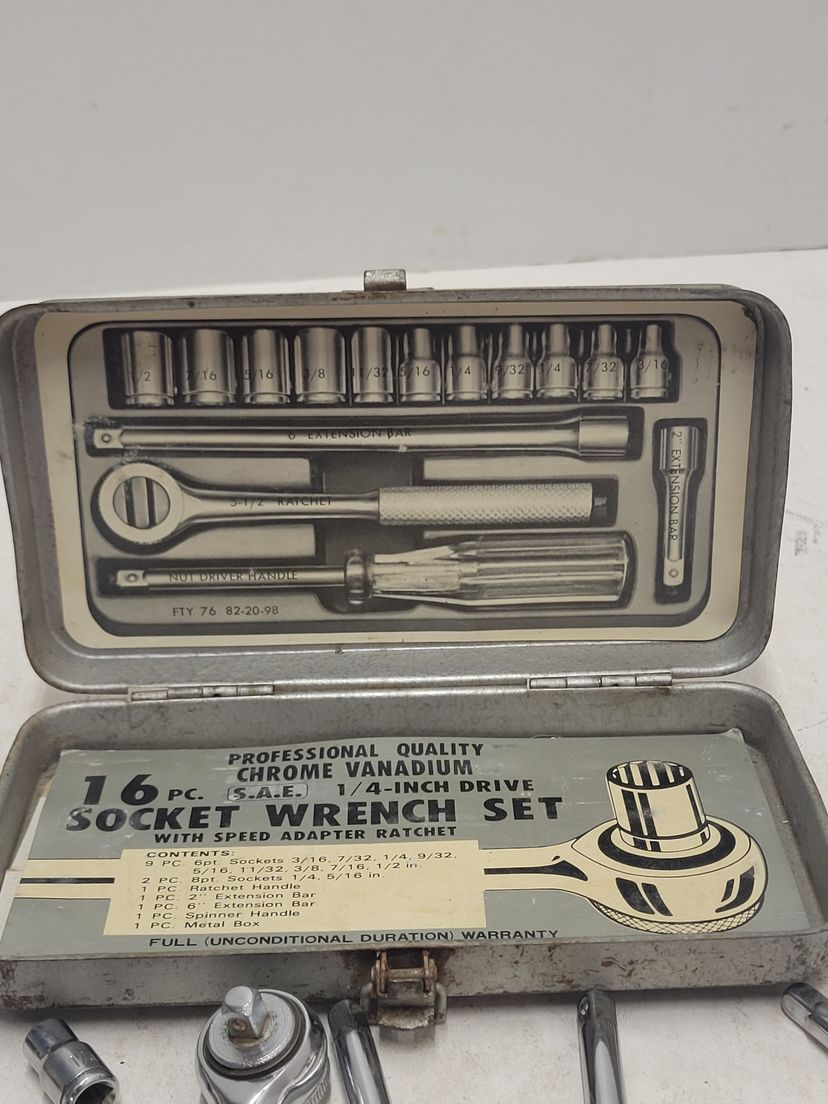 1/2 7/16 5/16 3/8 11/32 5/16 1/4 9/32 1/4 7/32 3/16
6" EXTENSION BAR
2" EXTENSION BAR
5-1/2" RATCHET
NUT DRIVER HANDLE
FTY 76 82-20-98
PROFESSIONAL QUALITY
CHROME VANADIUM
16 PC. S.A.E. 1/4-INCH DRIVE
SOCKET WRENCH SET
WITH SPEED ADAPTER RATCHET
CONTENTS:
9 PC. 6pt. Sockets 3/16, 7/32, 1/4, 9/32,
5/16, 11/32, 3/8, 7/16, 1/2 in.
2 PC. 8pt. Sockets 1/4, 5/16 in.
1 PC. Ratchet Handle
1 PC. 2" Extension Bar
1 PC. 6" Extension Bar
1 PC. Spinner Handle
1 PC. Metal Box
FULL (UNCONDITIONAL DURATION) WARRANTY